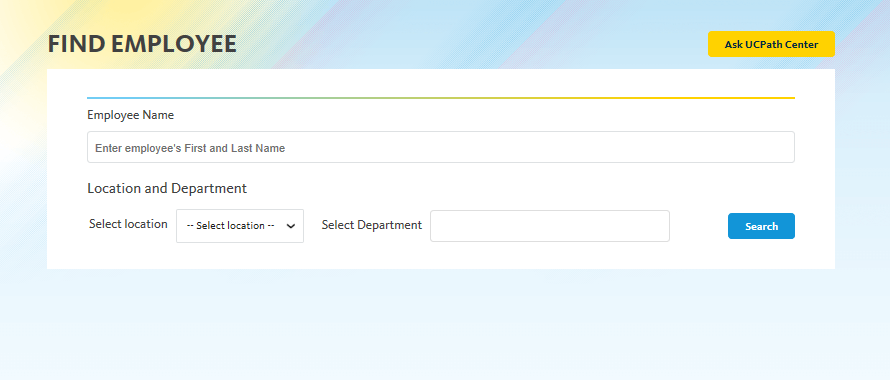 FIND EMPLOYEE
Ask UCPath Center
Employee Name
Enter employee's First and Last Name
Location and Department
Select location -- Select location -- Select Department Search